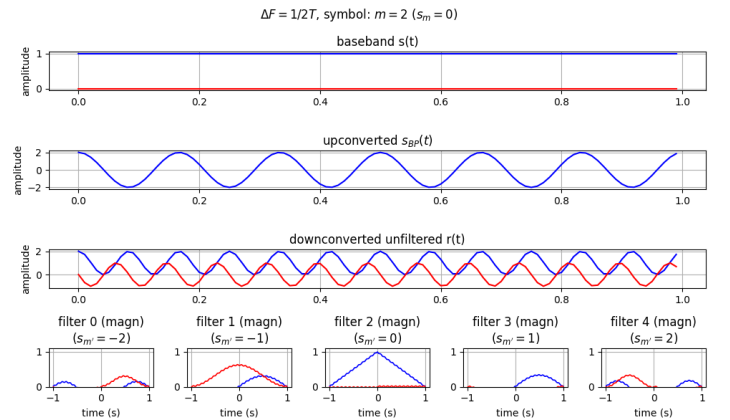 ΔF = 1/2T, symbol: m = 2 (s_m = 0)
baseband s(t)
amplitude
1
0
0.0 0.2 0.4 0.6 0.8 1.0
upconverted s_BP(t)
amplitude
2
0
−2
0.0 0.2 0.4 0.6 0.8 1.0
downconverted unfiltered r(t)
amplitude
2
0
0.0 0.2 0.4 0.6 0.8 1.0
filter 0 (magn) filter 1 (magn) filter 2 (magn) filter 3 (magn) filter 4 (magn)
(s_m′ = −2) (s_m′ = −1) (s_m′ = 0) (s_m′ = 1) (s_m′ = 2)
1 1 1 1 1
0 0 0 0 0
−1 0 1 −1 0 1 −1 0 1 −1 0 1 −1 0 1
time (s) time (s) time (s) time (s) time (s)